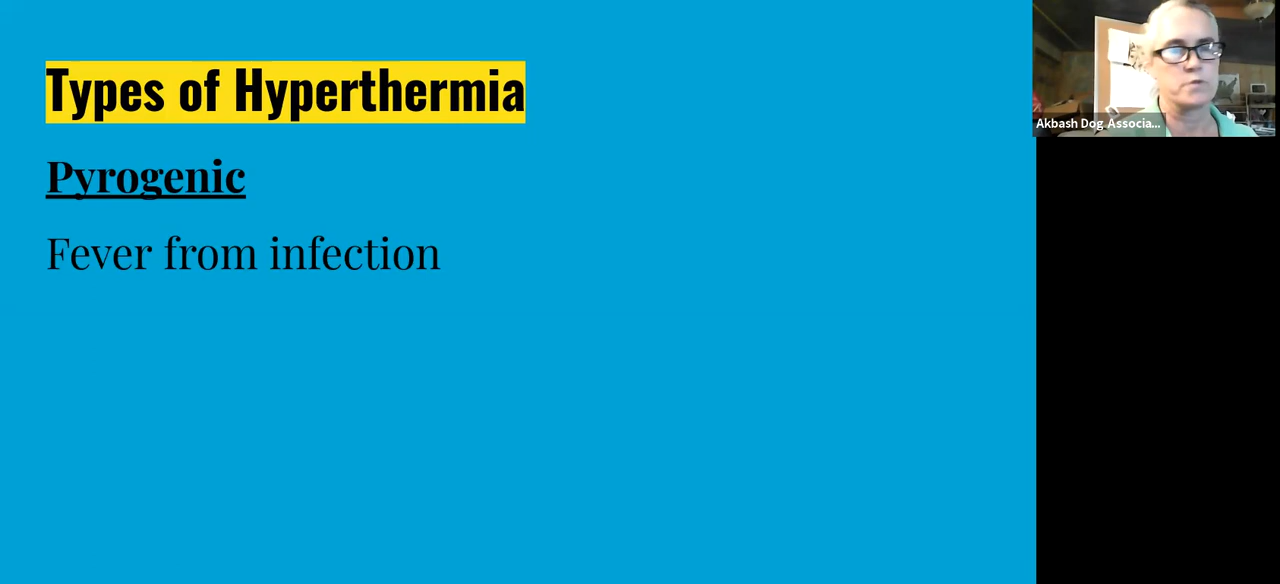 Types of Hyperthermia
Pyrogenic
Fever from infection
Akbash Dog Associa...